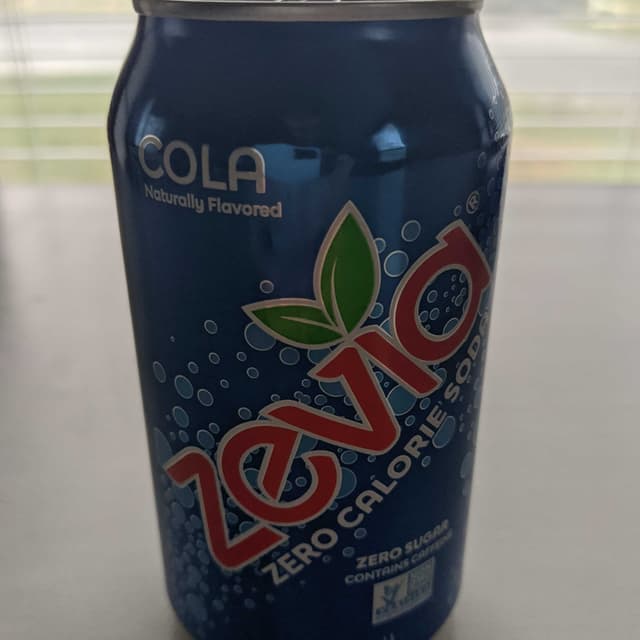 COLA
Naturally Flavored
zevia®
ZERO CALORIE SODA
ZERO SUGAR
CONTAINS CAFFEINE